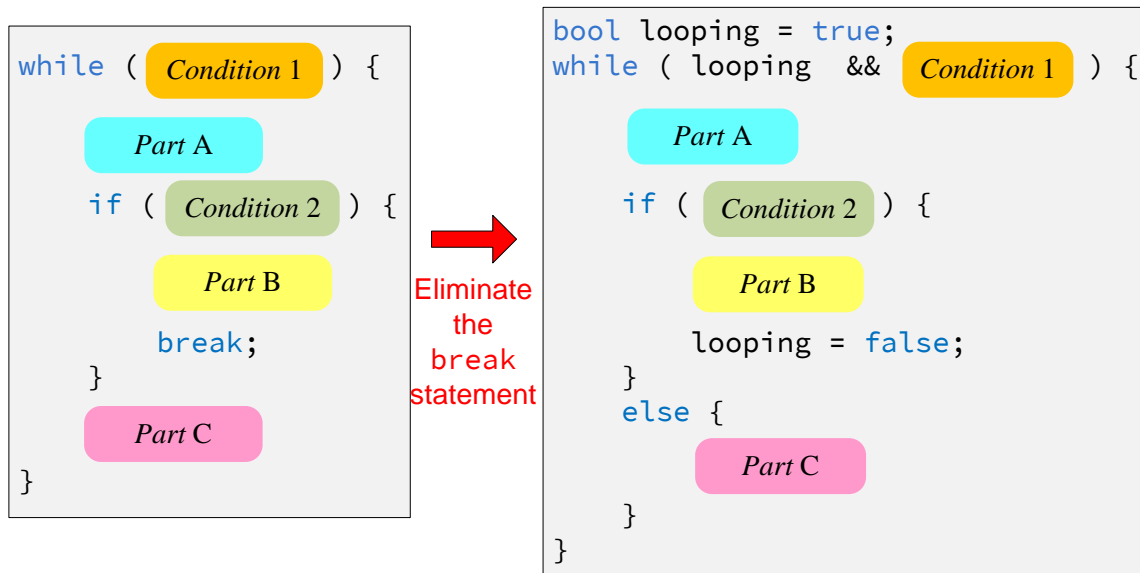 while ( Condition 1 ) {
Part A
if ( Condition 2 ) {
Part B
break;
}
Part C
}
Eliminate
the
break
statement
bool looping = true;
while ( looping && Condition 1 ) {
Part A
if ( Condition 2 ) {
Part B
looping = false;
}
else {
Part C
}
}